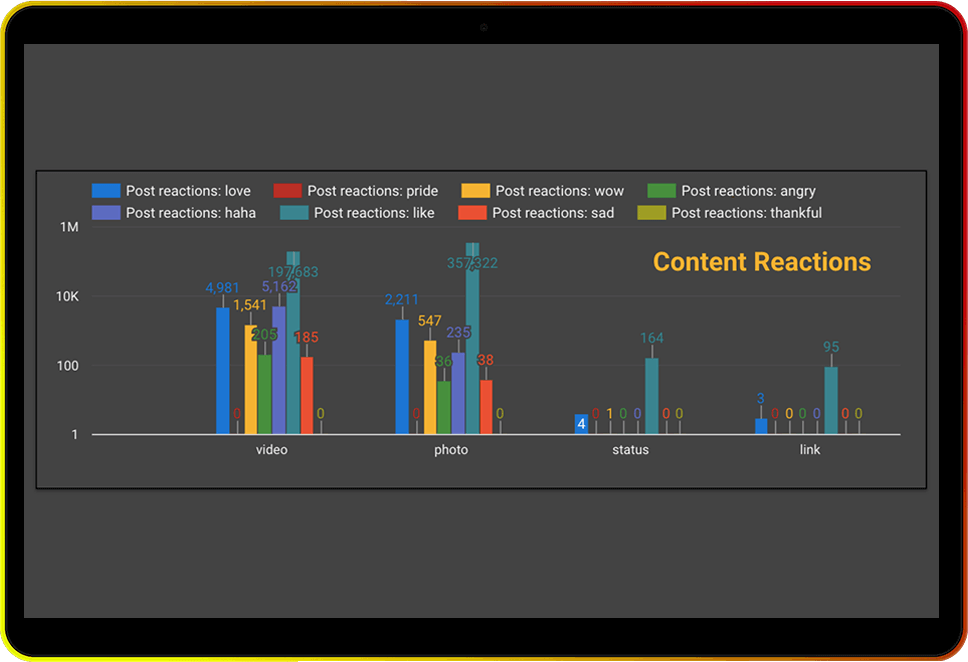 Post reactions: love Post reactions: pride Post reactions: wow Post reactions: angry
Post reactions: haha Post reactions: like Post reactions: sad Post reactions: thankful
1M
Content Reactions
197,683 357,322
4,981 5,162
10K
1,541 2,211
547
205 185 235 164
100
36 38 95
3
0 0 0 0 4 0 1 0 0 0 0 0 0 0 0 0 0
1
video photo status link